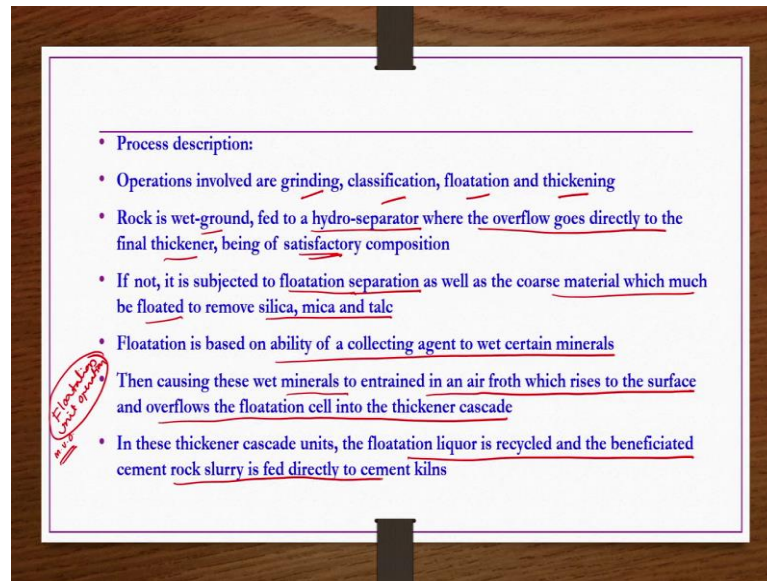 • Process description:
• Operations involved are grinding, classification, floatation and thickening
• Rock is wet-ground, fed to a hydro-separator where the overflow goes directly to the
final thickener, being of satisfactory composition
• If not, it is subjected to floatation separation as well as the coarse material which much
be floated to remove silica, mica and talc
• Floatation is based on ability of a collecting agent to wet certain minerals
Floatation
unit operation
M.U.O
• Then causing these wet minerals to entrained in an air froth which rises to the surface
and overflows the floatation cell into the thickener cascade
• In these thickener cascade units, the floatation liquor is recycled and the beneficiated
cement rock slurry is fed directly to cement kilns